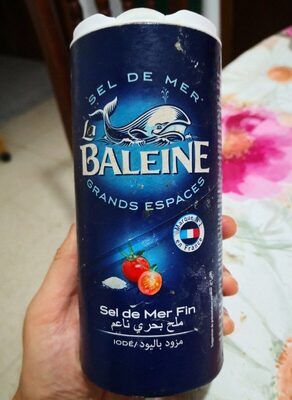 SEL DE MER
La
BALEINE
GRANDS ESPACES
Marque N°1
en France
Sel de Mer Fin
ملح بحري ناعم
IODÉ/مزود باليود